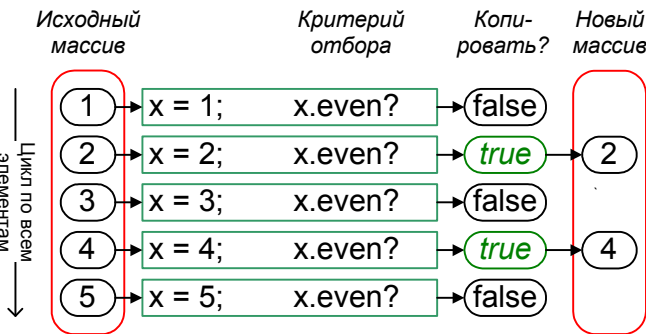 Исходный массив
Критерий отбора
Копи-ровать?
Новый массив
Цикл по всем элементам
1 x = 1; x.even? false
2 x = 2; x.even? true 2
3 x = 3; x.even? false
4 x = 4; x.even? true 4
5 x = 5; x.even? false